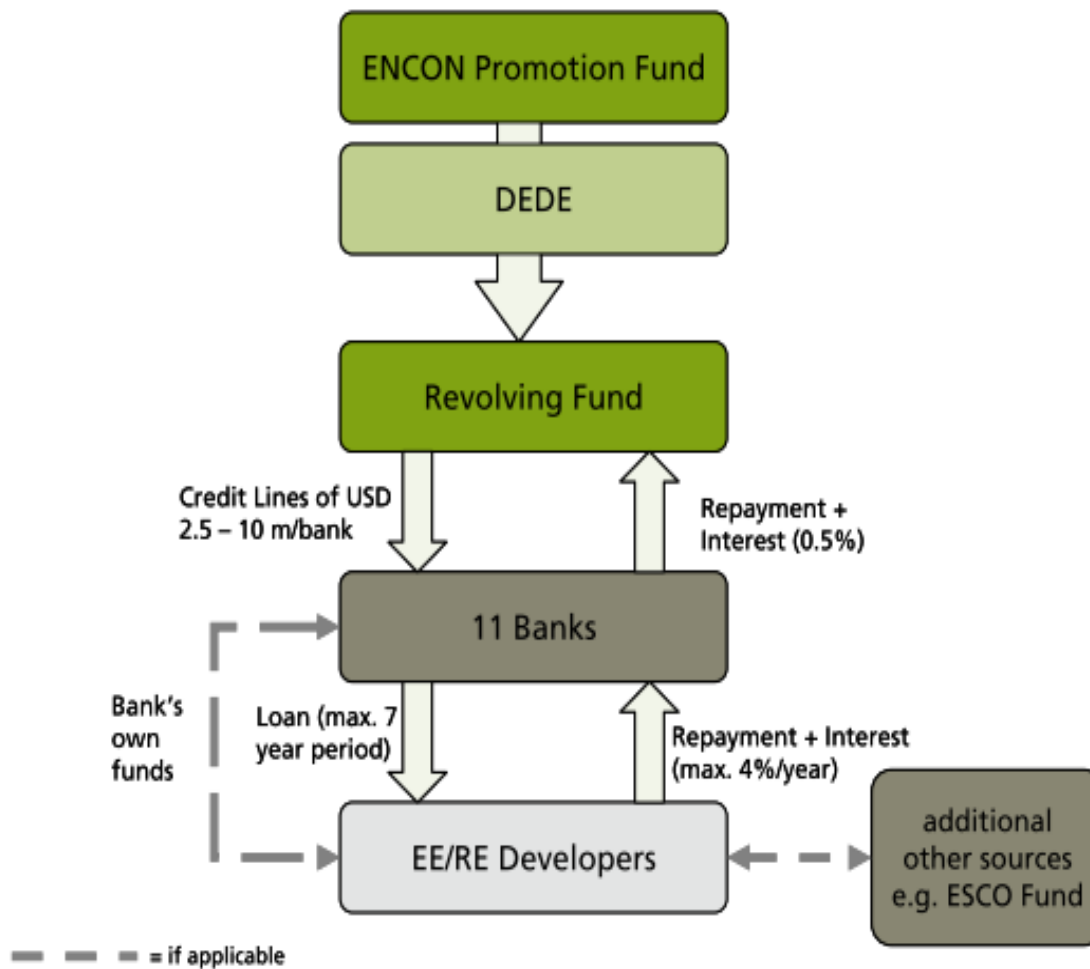 ENCON Promotion Fund
DEDE
Revolving Fund
Credit Lines of USD
2.5 – 10 m/bank
Repayment +
Interest (0.5%)
11 Banks
Bank's
own
funds
Loan (max. 7
year period)
Repayment + Interest
(max. 4%/year)
EE/RE Developers
additional
other sources
e.g. ESCO Fund
= if applicable